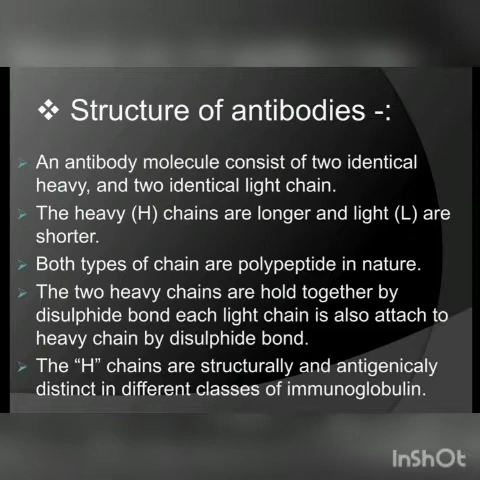 ❖ Structure of antibodies -:
➢ An antibody molecule consist of two identical
heavy, and two identical light chain.
➢ The heavy (H) chains are longer and light (L) are
shorter.
➢ Both types of chain are polypeptide in nature.
➢ The two heavy chains are hold together by
disulphide bond each light chain is also attach to
heavy chain by disulphide bond.
➢ The “H” chains are structurally and antigenicaly
distinct in different classes of immunoglobulin.
InShOt